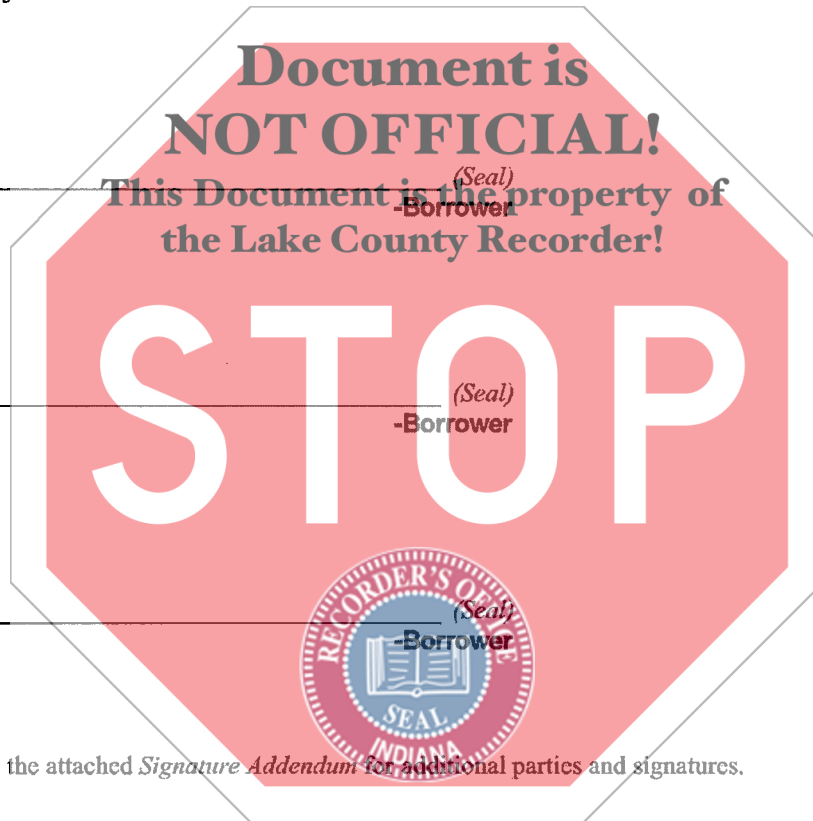 Document is
NOT OFFICIAL!
(Seal)
This Document is the property of
-Borrower
the Lake County Recorder!
STOP
(Seal)
-Borrower
RECORDER'S OFFICE
(Seal)
-Borrower
SEAL
INDIANA
the attached Signature Addendum for additional parties and signatures.